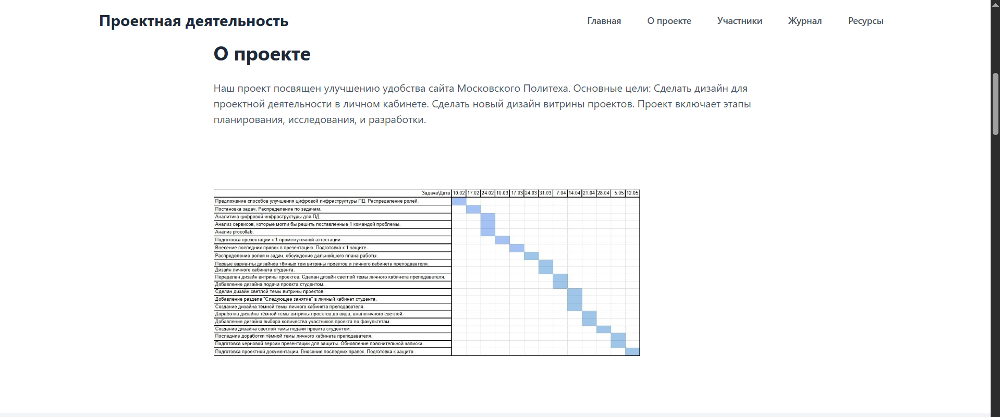 Проектная деятельность
Главная
О проекте
Участники
Журнал
Ресурсы
О проекте
Наш проект посвящен улучшению удобства сайта Московского Политеха. Основные цели: Сделать дизайн для
проектной деятельности в личном кабинете. Сделать новый дизайн витрины проектов. Проект включает этапы
планирования, исследования, и разработки.
Задача\Дата 10.02 17.02 24.02 10.03 17.03 24.03 31.03 7.04 14.04 21.04 28.04 5.05 12.05
Предложение способов улучшения цифровой инфраструктуры ПД. Распределение ролей.
Постановка задач. Распределение по задачам.
Аналитика цифровой инфраструктуры для ПД.
Анализ сервисов, которые могли бы решить поставленные 1 командой проблемы.
Анализ procollab.
Подготовка презентации к 1 промежуточной аттестации.
Внесение последних правок в презентацию. Подготовка к 1 защите.
Распределение ролей и задач, обсуждение дальнейшего плана работы.
Первые варианты дизайнов тёмных тем витрины проектов и личного кабинета преподавателя.
Дизайн личного кабинета студента.
Переделан дизайн витрины проектов. Сделан дизайн светлой темы личного кабинета преподавателя.
Добавление дизайна подачи проекта студентом.
Сделан дизайн светлой темы витрины проектов.
Добавление раздела "Следующее занятие" в личный кабинет студента.
Создание дизайна тёмной темы личного кабинета преподавателя.
Доработка дизайна тёмной темы витрины проектов до вида, аналогичного светлой.
Добавление дизайна выбора количества участников проекта по факультетам.
Создание дизайна светлой темы подачи проекта студентом.
Последние доработки тёмной темы личного кабинета преподавателя.
Подготовка черновой версии презентации для защиты. Обновление пояснительной записки.
Подготовка проектной документации. Внесение последних правок. Подготовка к защите.